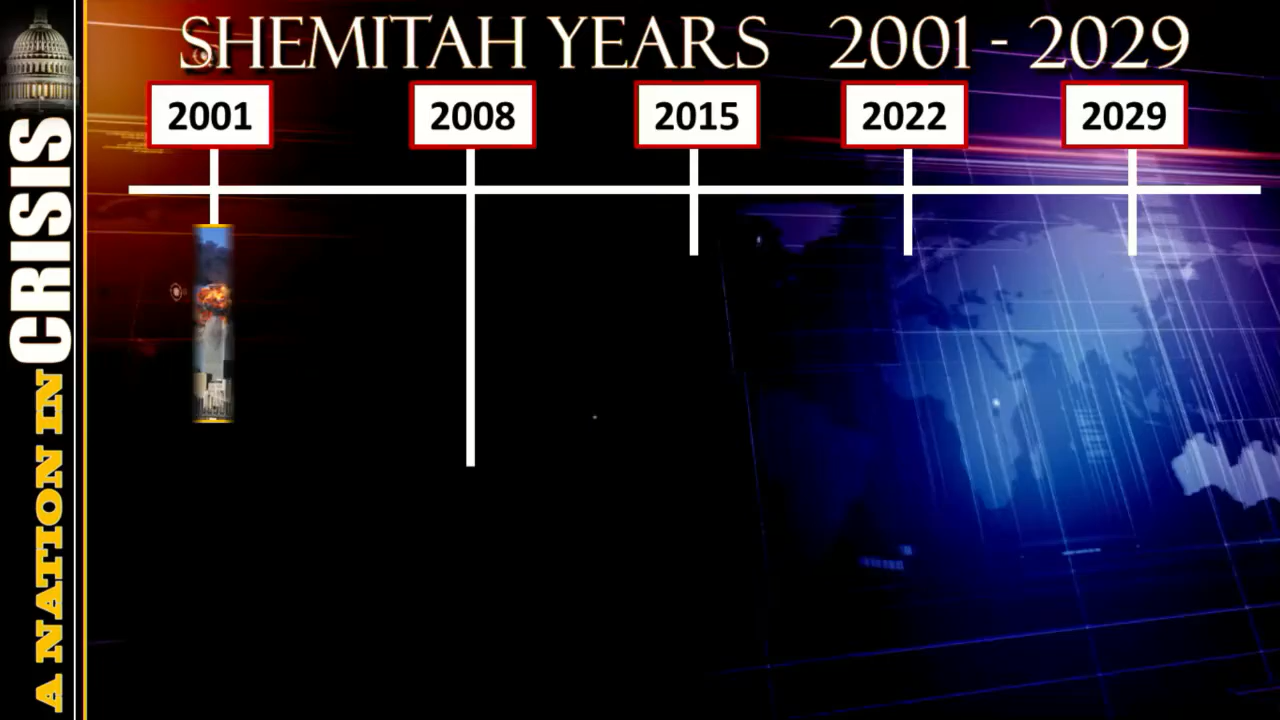 SHEMITAH YEARS 2001 - 2029
2001
2008
2015
2022
2029
A NATION IN CRISIS